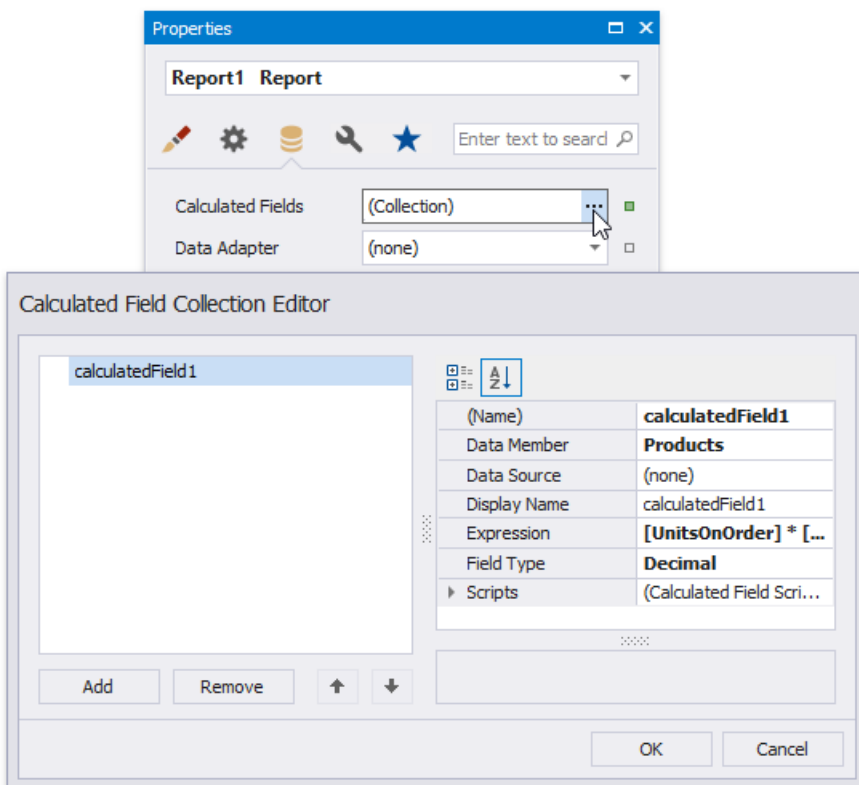 Properties
Report1 Report
Enter text to search
Calculated Fields (Collection) ...
Data Adapter (none)
Calculated Field Collection Editor
calculatedField1
A
Z
(Name) calculatedField1
Data Member Products
Data Source (none)
Display Name calculatedField1
Expression [UnitsOnOrder] * [...
Field Type Decimal
Scripts (Calculated Field Scri...
Add Remove
OK Cancel